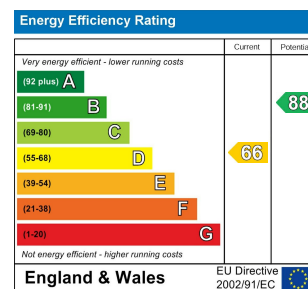 Energy Efficiency Rating
Current
Potentia
Very energy efficient - lower running costs
(92 plus) A
(81-91) B
(69-80) C
(55-68) D
(39-54) E
(21-38) F
(1-20) G
66
88
Not energy efficient - higher running costs
England & Wales
EU Directive
2002/91/EC